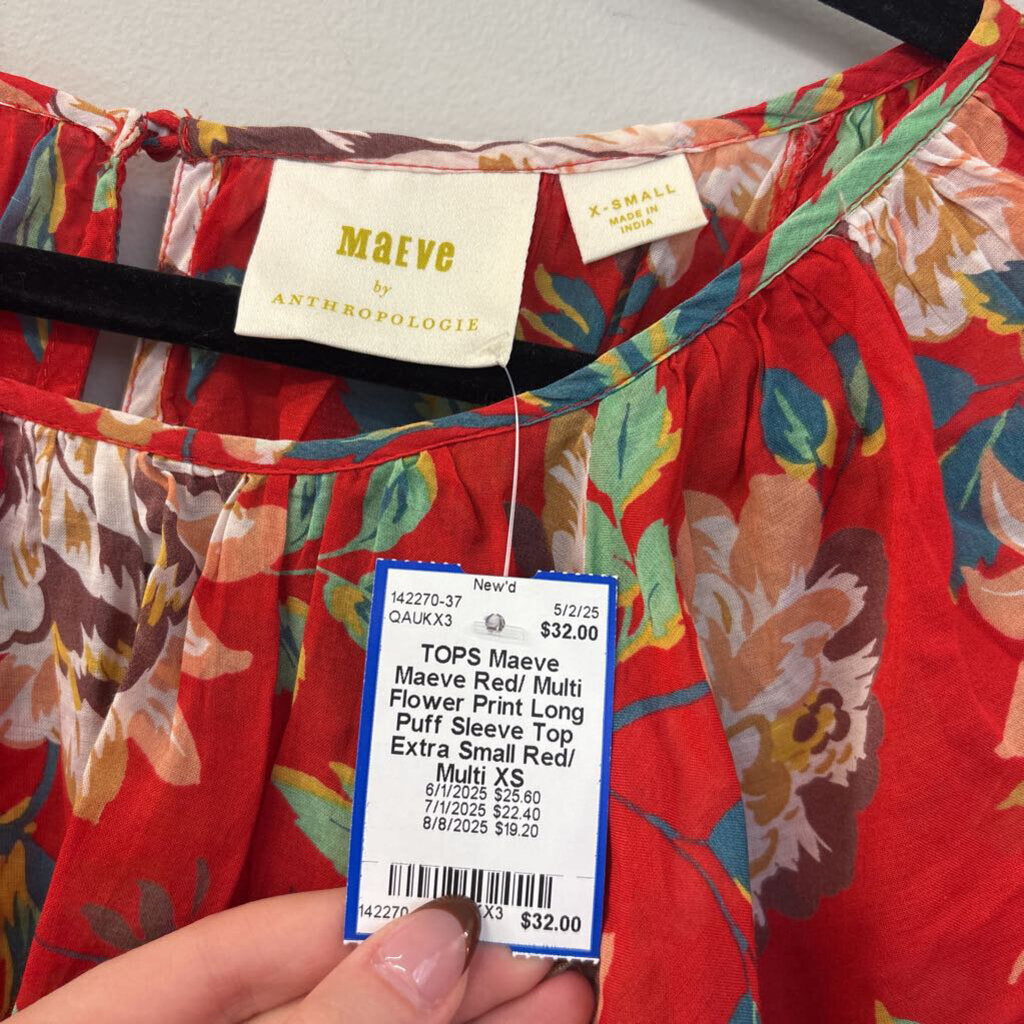 MaEVe
by
ANTHROPOLOGIE
X-SMALL
MADE IN
INDIA
New'd
142270-37 5/2/25
QAUKX3 $32.00
TOPS Maeve
Maeve Red/ Multi
Flower Print Long
Puff Sleeve Top
Extra Small Red/
Multi XS
6/1/2025 $25.60
7/1/2025 $22.40
8/8/2025 $19.20
142270- KX3 $32.00